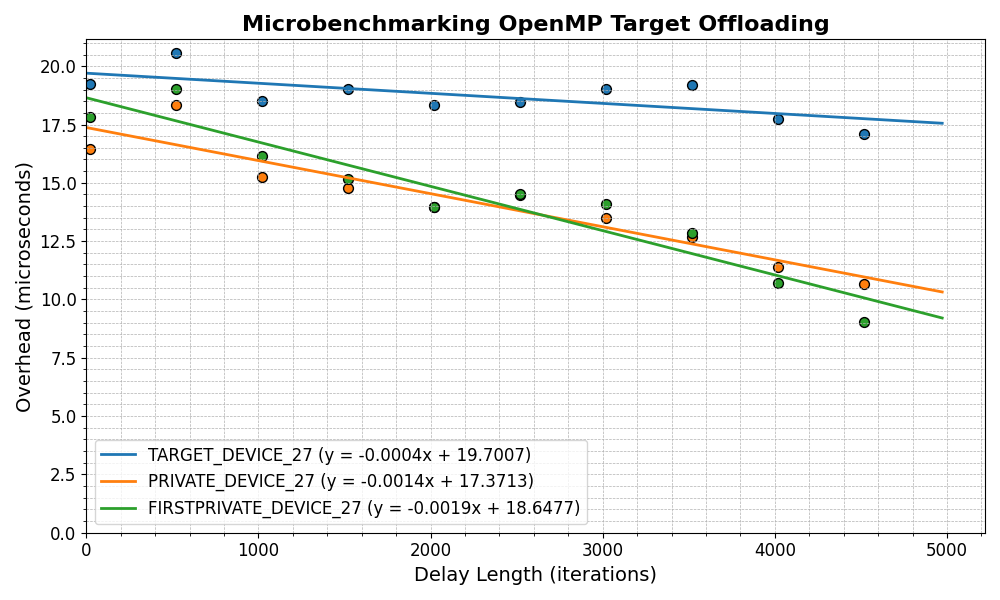 Microbenchmarking OpenMP Target Offloading
Overhead (microseconds)
20.0
17.5
15.0
12.5
10.0
7.5
5.0
2.5
0.0
TARGET_DEVICE_27 (y = -0.0004x + 19.7007)
PRIVATE_DEVICE_27 (y = -0.0014x + 17.3713)
FIRSTPRIVATE_DEVICE_27 (y = -0.0019x + 18.6477)
0 1000 2000 3000 4000 5000
Delay Length (iterations)